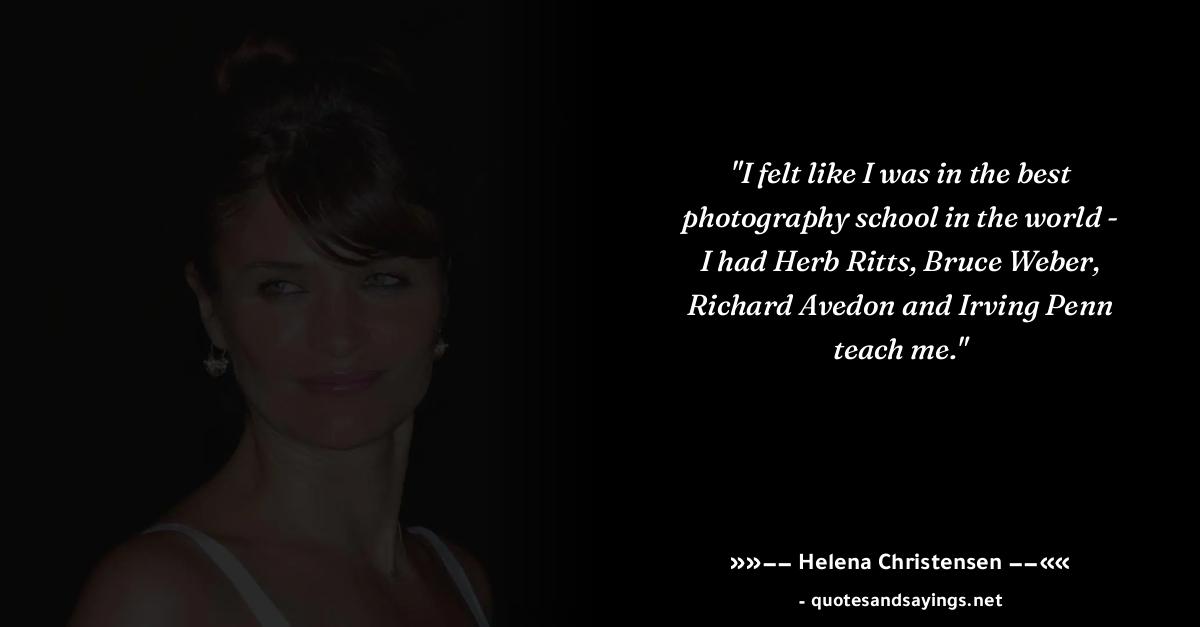 "I felt like I was in the best
photography school in the world -
I had Herb Ritts, Bruce Weber,
Richard Avedon and Irving Penn
teach me."
»»–– Helena Christensen ––««
- quotesandsayings.net